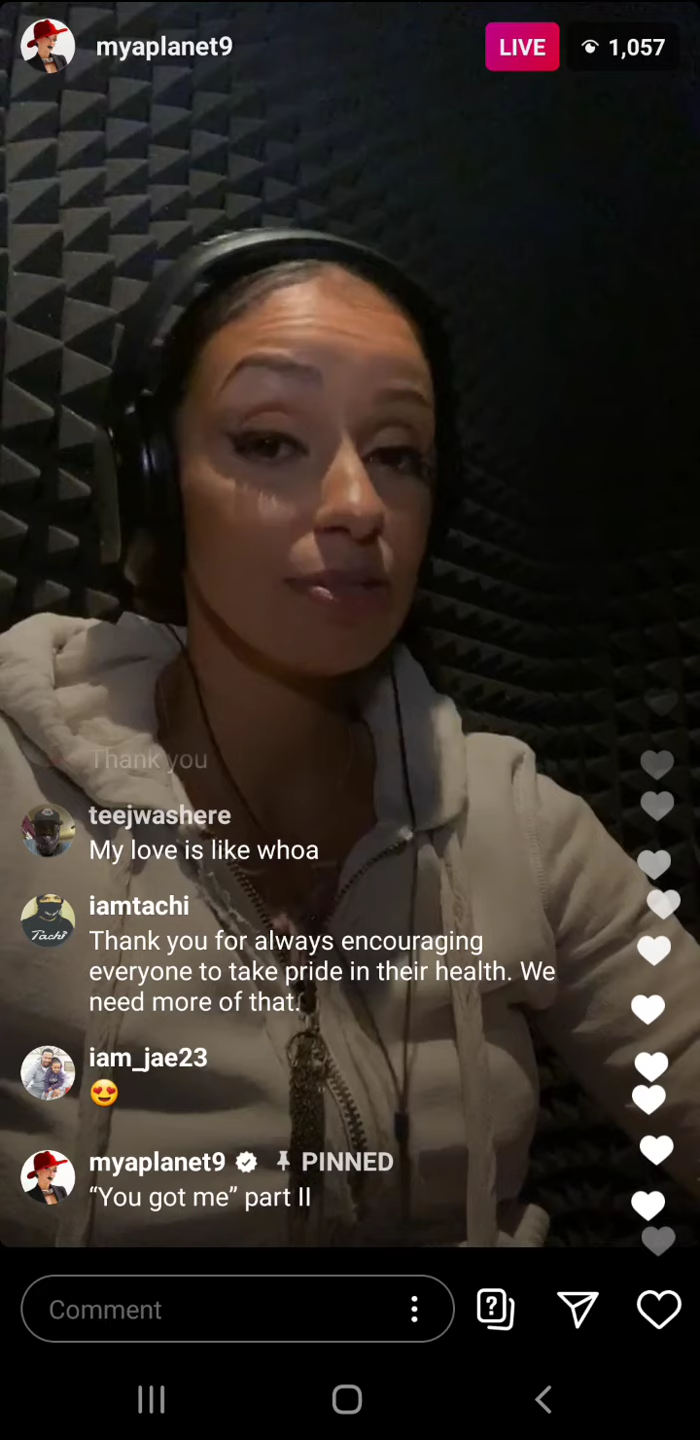 myaplanet9
LIVE
1,057
Thank you
teejwashere
My love is like whoa
iamtachi
Tachi
Thank you for always encouraging
everyone to take pride in their health. We
need more of that.
iam_jae23
😍
myaplanet9 PINNED
“You got me” part II
Comment